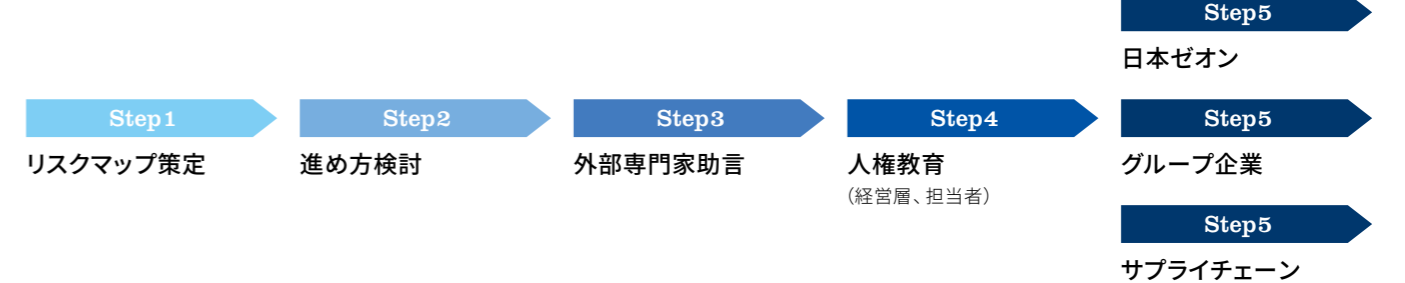 Step1
リスクマップ策定
Step2
進め方検討
Step3
外部専門家助言
Step4
人権教育
（経営層、担当者）
Step5
日本ゼオン
Step5
グループ企業
Step5
サプライチェーン